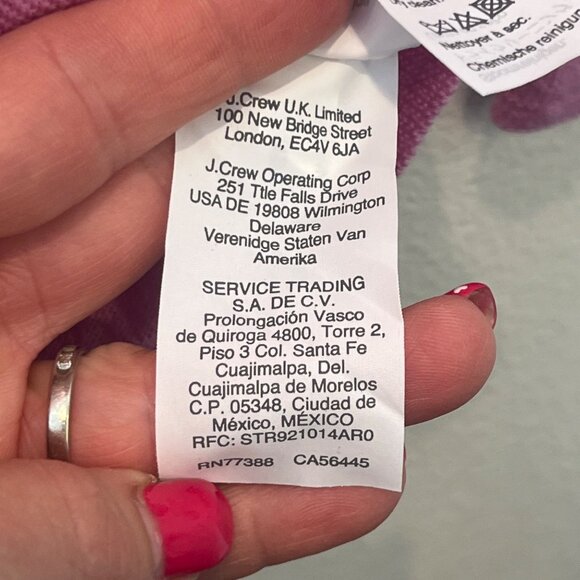 Nettoyer à sec.
Chemische reinigu
J.Crew U.K. Limited
100 New Bridge Street
London, EC4V 6JA
J.Crew Operating Corp
251 Ttle Falls Drive
USA DE 19808 Wilmington
Delaware
Verenidge Staten Van
Amerika
SERVICE TRADING
S.A. DE C.V.
Prolongación Vasco
de Quiroga 4800, Torre 2,
Piso 3 Col. Santa Fe
Cuajimalpa, Del.
Cuajimalpa de Morelos
C.P. 05348, Ciudad de
México, MÉXICO
RFC: STR921014AR0
RN77388 CA56445